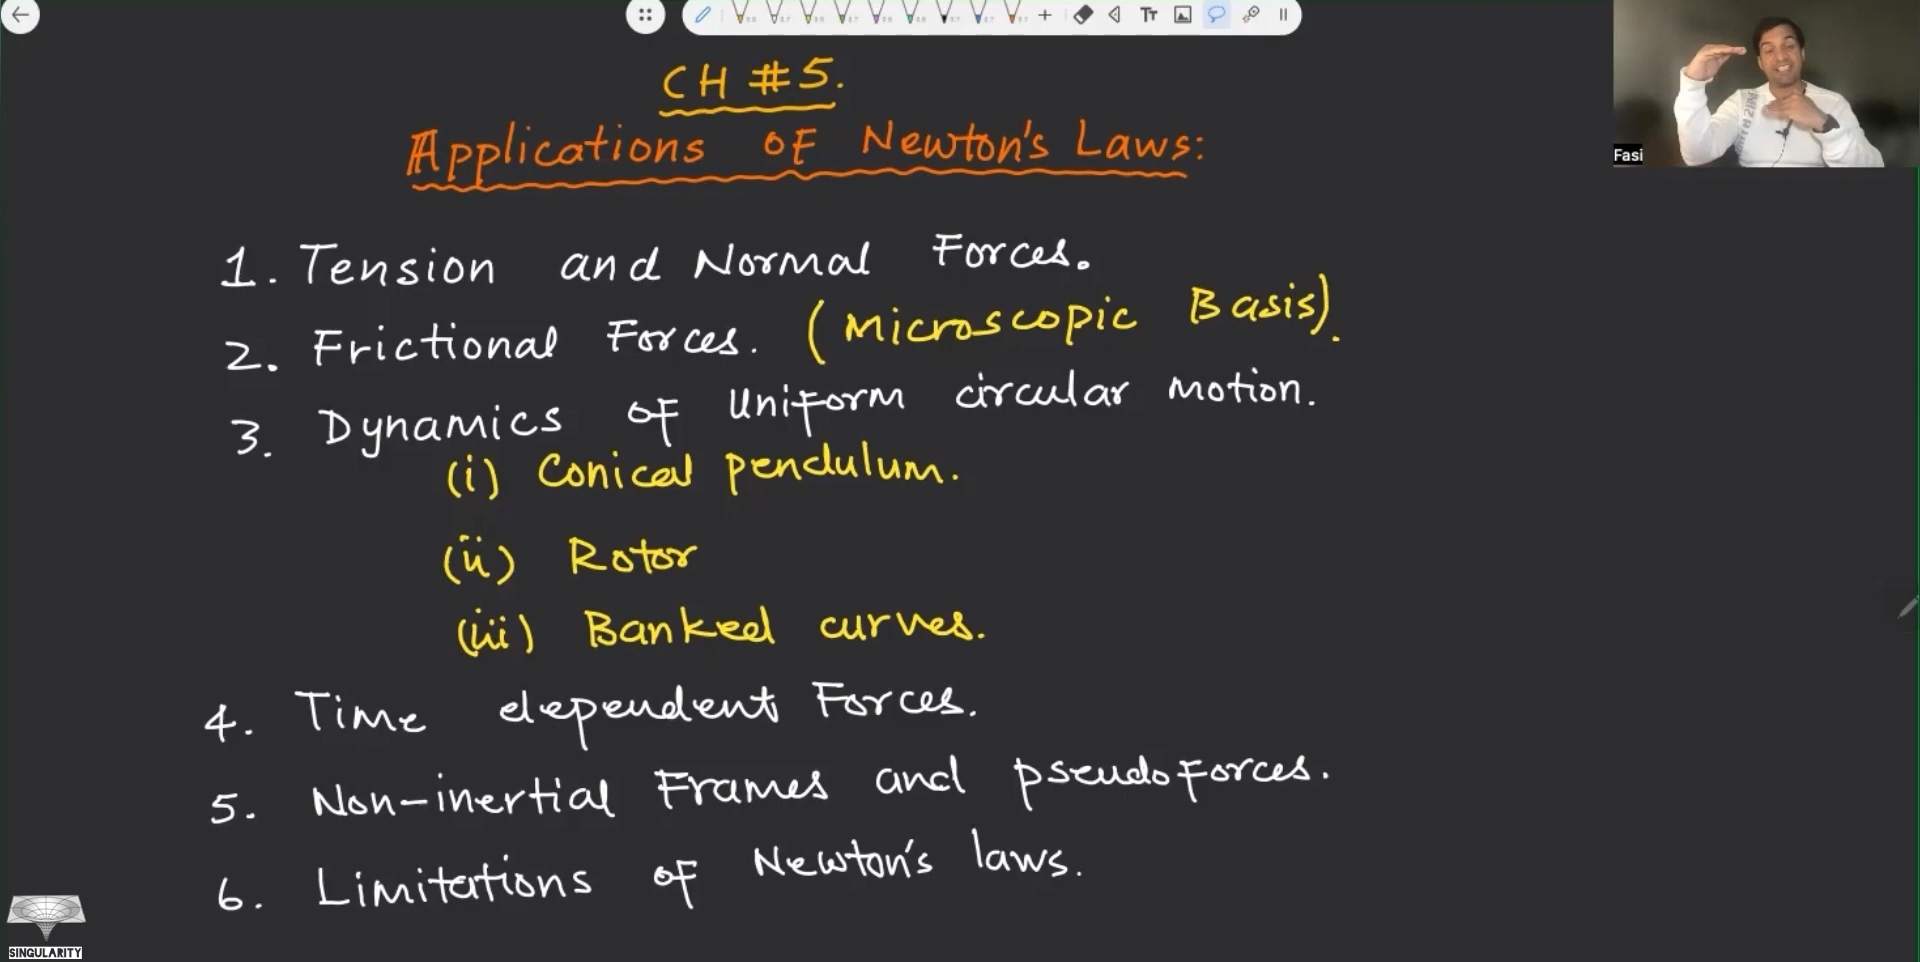 CH #5.
Applications of Newton's Laws:
Fasi
1. Tension and Normal Forces.
2. Frictional Forces. (Microscopic Basis).
3. Dynamics of uniform circular motion.
(i) Conical pendulum.
(ii) Rotor
(iii) Banked curves.
4. Time dependent Forces.
5. Non-inertial Frames and pseudoforces.
6. Limitations of Newton's laws.
SINGULARITY